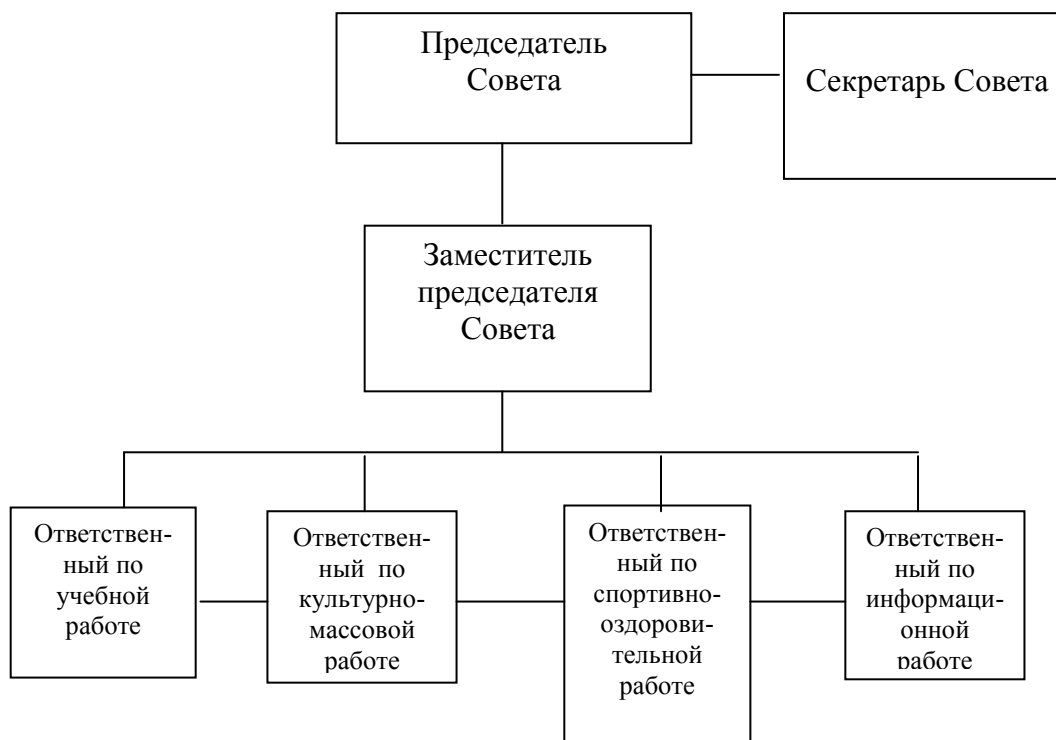 Председатель
Совета
Секретарь Совета
Заместитель
председателя
Совета
Ответствен-
ный по
учебной
работе
Ответствен-
ный по
культурно-
массовой
работе
Ответствен-
ный по
спортивно-
оздорови-
тельной
работе
Ответствен-
ный по
информаци-
онной
работе